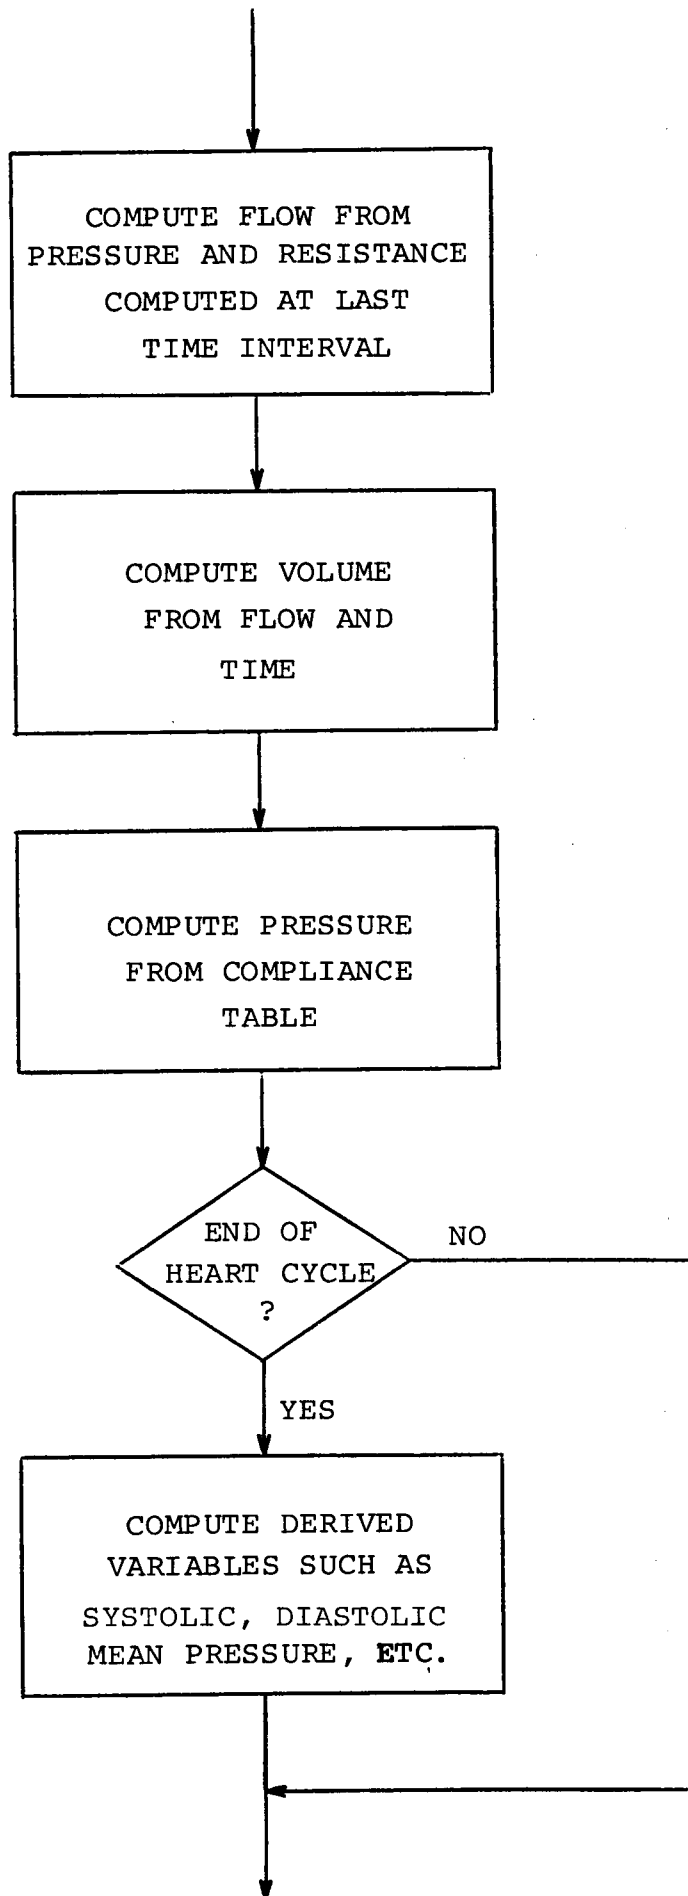 COMPUTE FLOW FROM
PRESSURE AND RESISTANCE
COMPUTED AT LAST
TIME INTERVAL
COMPUTE VOLUME
FROM FLOW AND
TIME
COMPUTE PRESSURE
FROM COMPLIANCE
TABLE
END OF
HEART CYCLE
?
NO
YES
COMPUTE DERIVED
VARIABLES SUCH AS
SYSTOLIC, DIASTOLIC
MEAN PRESSURE, ETC.